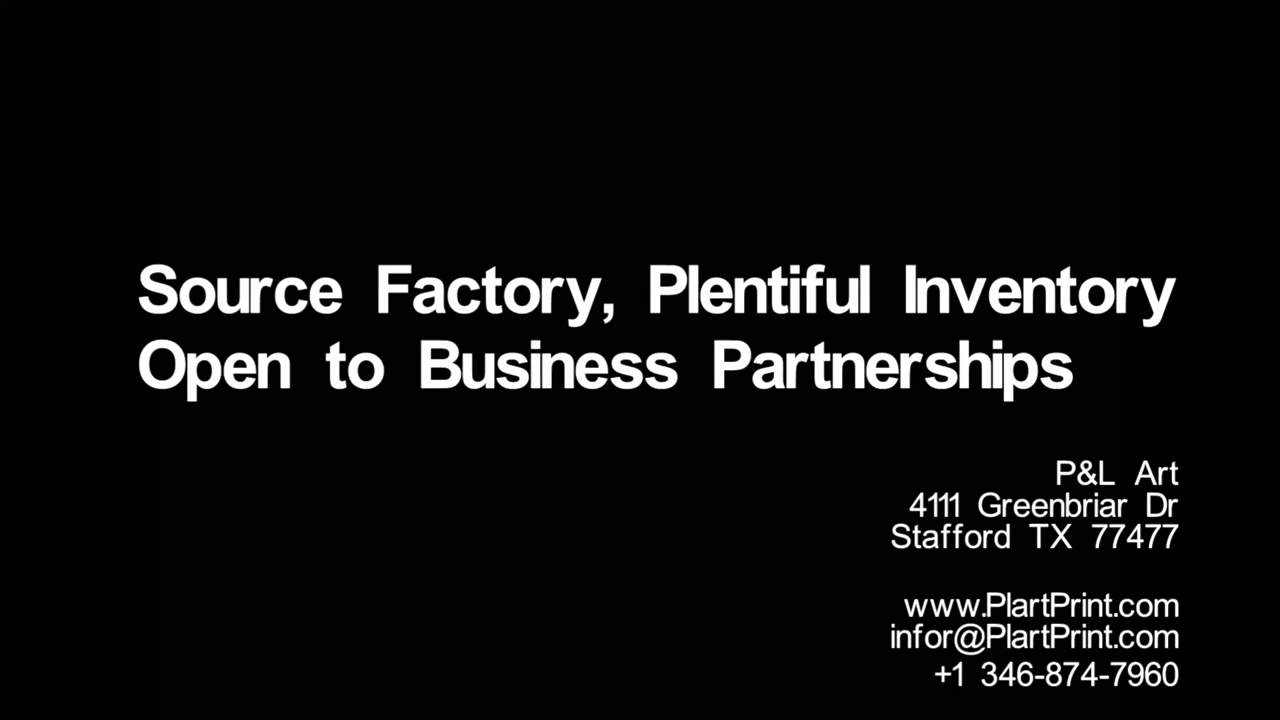 Source Factory, Plentiful Inventory
Open to Business Partnerships
P&L Art
4111 Greenbriar Dr
Stafford TX 77477
www.PlartPrint.com
infor@PlartPrint.com
+1 346-874-7960